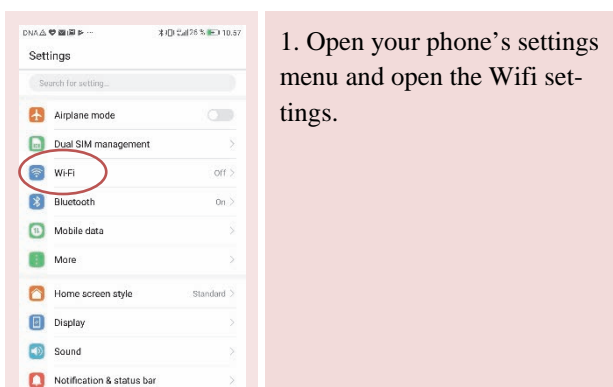 DNA 26 % 10.57
Settings
Search for setting...
Airplane mode
Dual SIM management
Wi-Fi Off
Bluetooth On
Mobile data
More
Home screen style Standard
Display
Sound
Notification & status bar
1. Open your phone’s settings
menu and open the Wifi set-
tings.